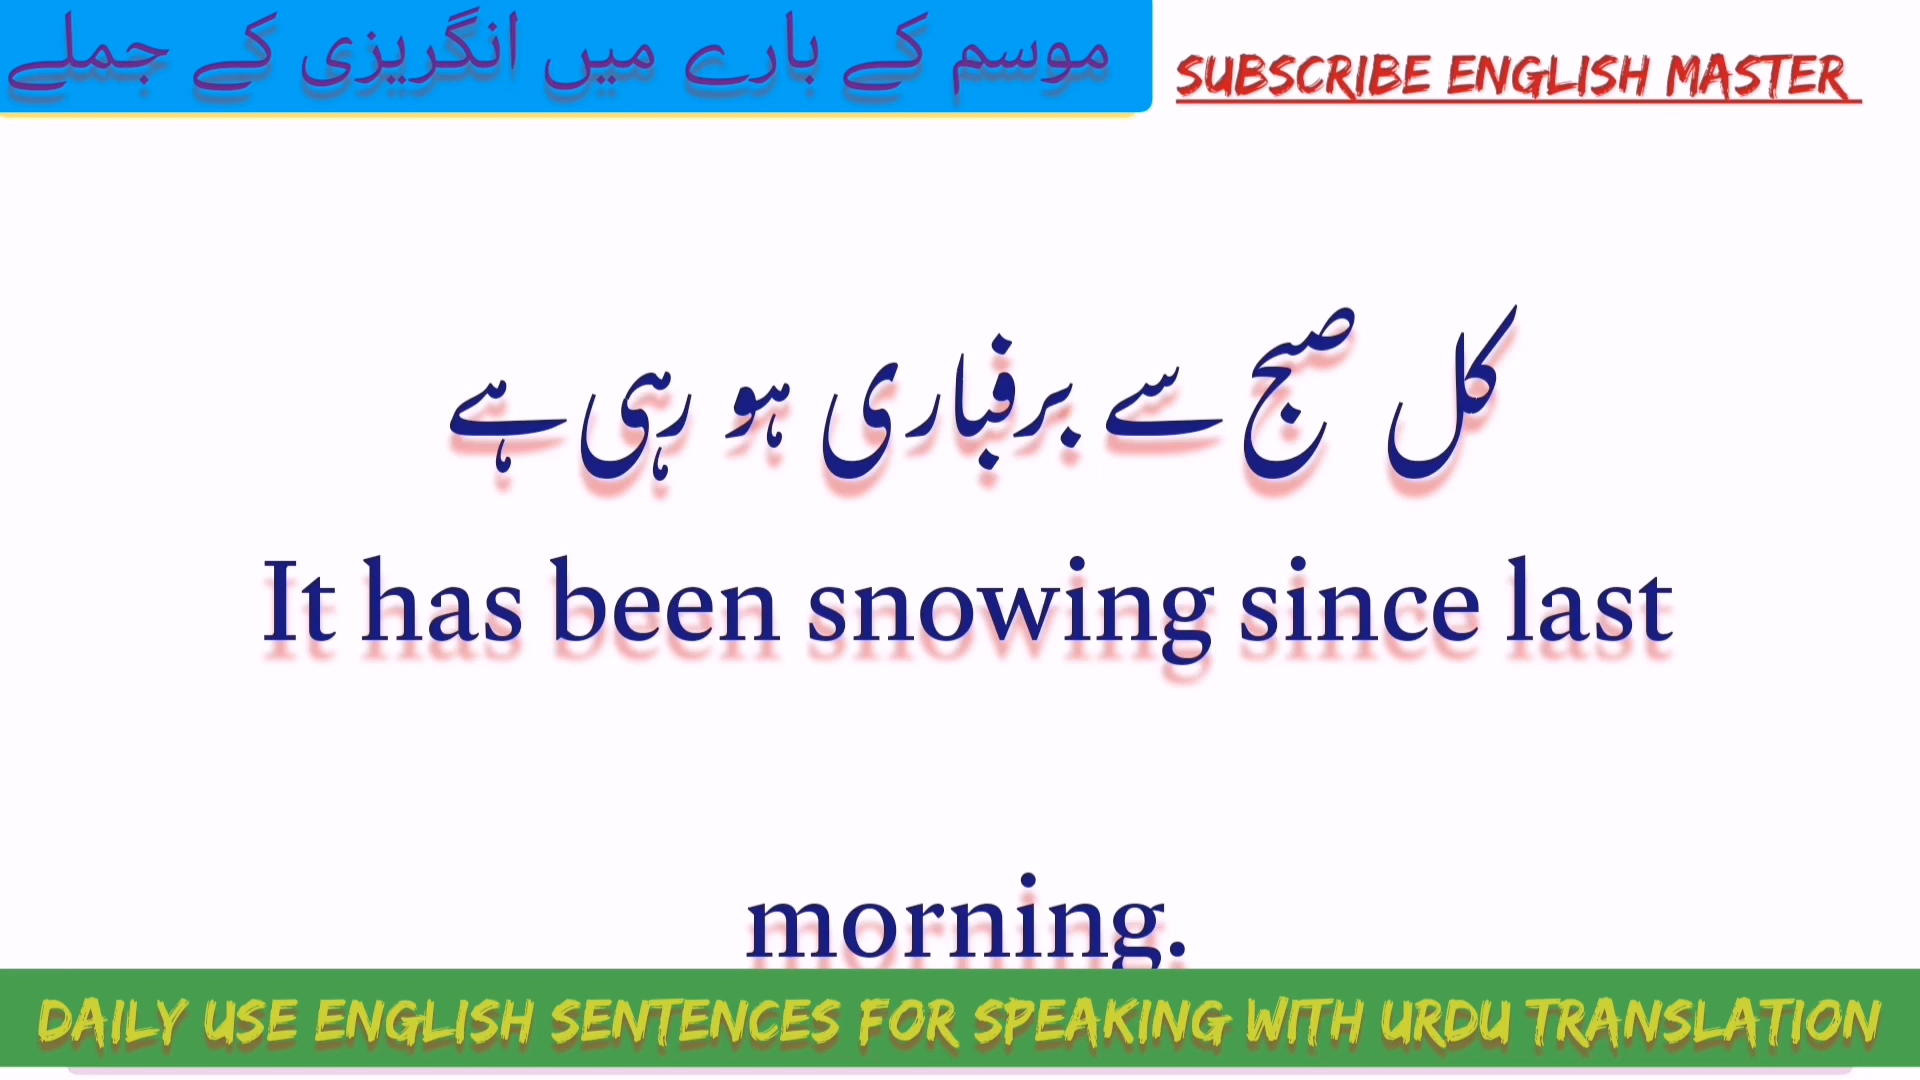 موسم کے بارے میں انگریزی کے جملے
SUBSCRIBE ENGLISH MASTER
کل صبح سے برفباری ہو رہی ہے
It has been snowing since last
morning.
DAILY USE ENGLISH SENTENCES FOR SPEAKING WITH URDU TRANSLATION